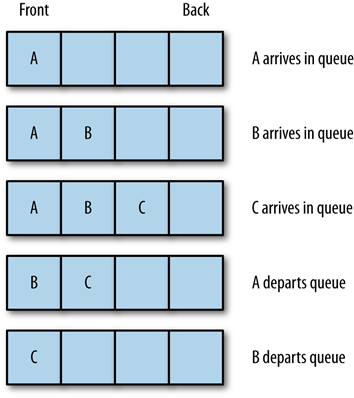 Front Back
A A arrives in queue
A B B arrives in queue
A B C C arrives in queue
B C A departs queue
C B departs queue